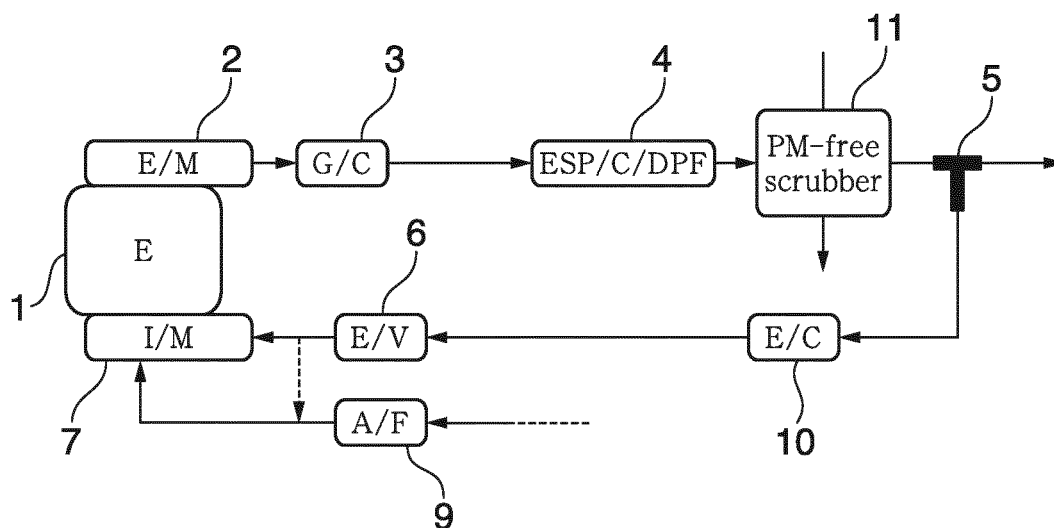 11
2
3
4
5
E/M
G/C
ESP/C/DPF
PM-free
scrubber
E
1
6
I/M
E/V
E/C
7
A/F
10
9